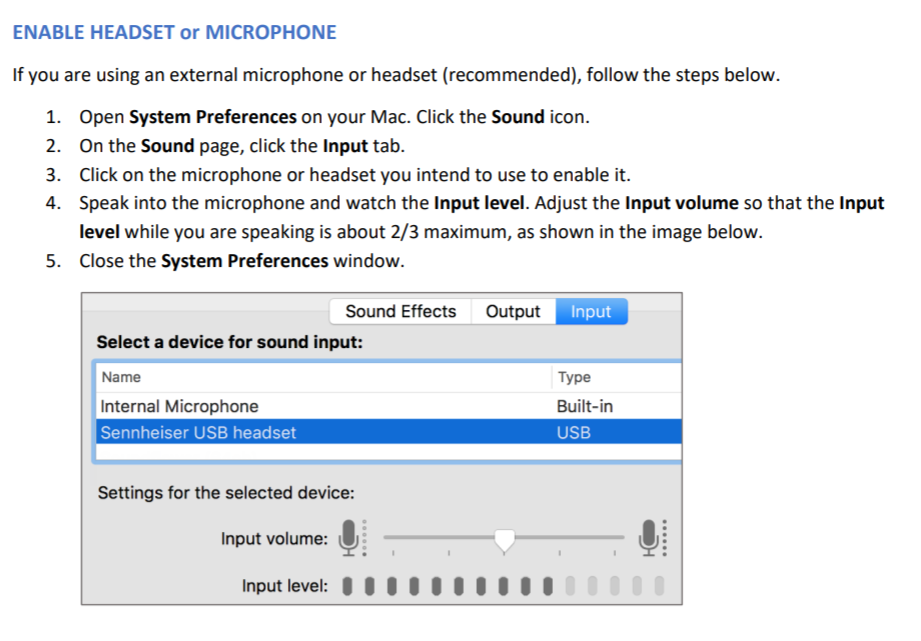 ENABLE HEADSET or MICROPHONE
If you are using an external microphone or headset (recommended), follow the steps below.
1. Open System Preferences on your Mac. Click the Sound icon.
2. On the Sound page, click the Input tab.
3. Click on the microphone or headset you intend to use to enable it.
4. Speak into the microphone and watch the Input level. Adjust the Input volume so that the Input
level while you are speaking is about 2/3 maximum, as shown in the image below.
5. Close the System Preferences window.
Sound Effects Output Input
Select a device for sound input:
Name Type
Internal Microphone Built-in
Sennheiser USB headset USB
Settings for the selected device:
Input volume:
Input level: